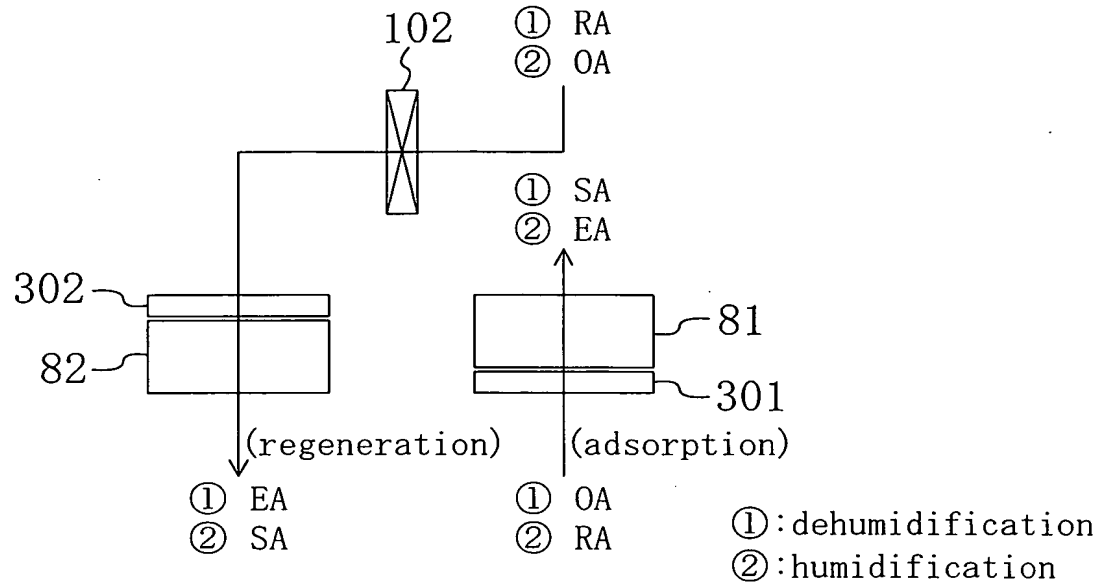 102
① RA
② OA
① SA
② EA
302
82
81
301
(regeneration)
(adsorption)
① EA
② SA
① OA
② RA
①:dehumidification
②:humidification